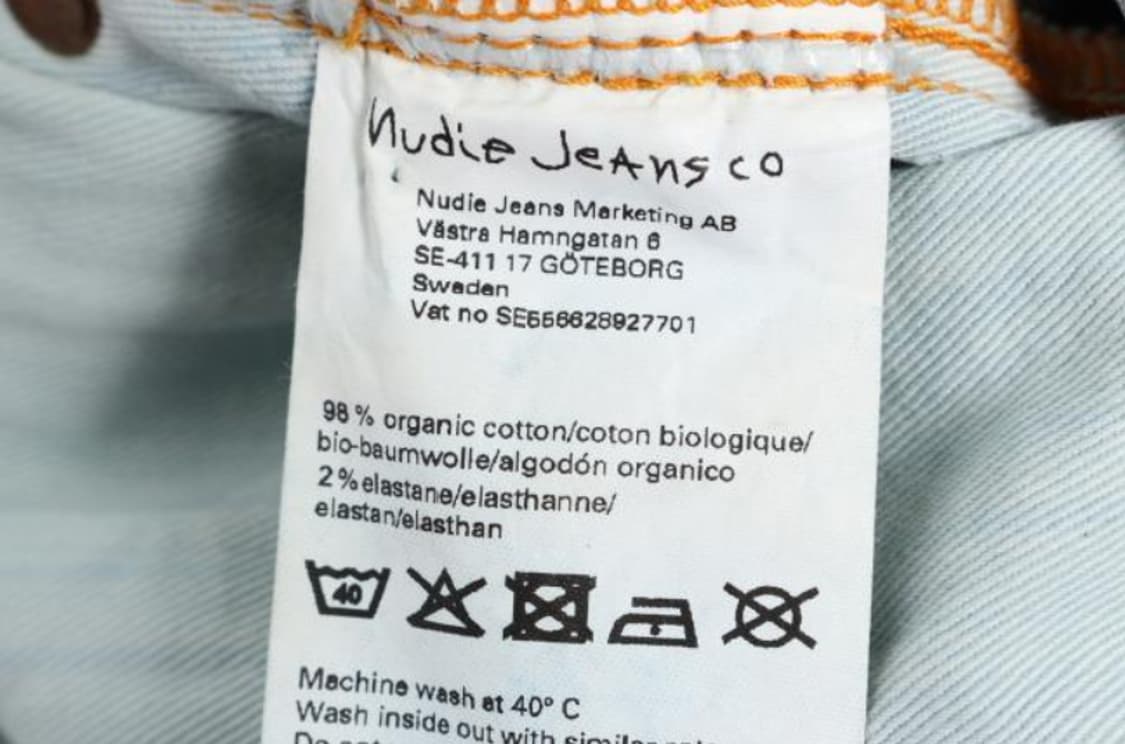 Nudie Jeans co
Nudie Jeans Marketing AB
Västra Hamngatan 6
SE-411 17 GÖTEBORG
Sweden
Vat no SE556628927701
98 % organic cotton/coton biologique/
bio-baumwolle/algodón organico
2 % elastane/elasthanne/
elastan/elasthan
40
Machine wash at 40° C
Wash inside out with similar